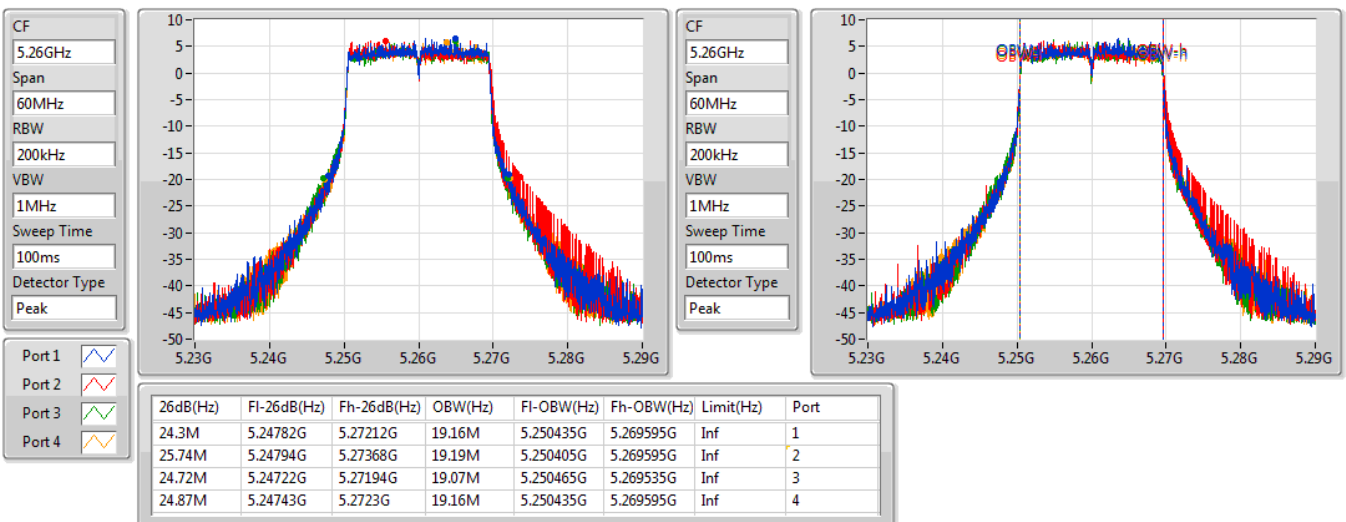 CF
5.26GHz
Span
60MHz
RBW
200kHz
VBW
1MHz
Sweep Time
100ms
Detector Type
Peak
10
5
0
-5
-10
-15
-20
-25
-30
-35
-40
-45
-50
5.23G 5.24G 5.25G 5.26G 5.27G 5.28G 5.29G
CF
5.26GHz
Span
60MHz
RBW
200kHz
VBW
1MHz
Sweep Time
100ms
Detector Type
Peak
10
5
0
-5
-10
-15
-20
-25
-30
-35
-40
-45
-50
OBW-h
5.23G 5.24G 5.25G 5.26G 5.27G 5.28G 5.29G
Port 1
Port 2
Port 3
Port 4
26dB(Hz) Fl-26dB(Hz) Fh-26dB(Hz) OBW(Hz) Fl-OBW(Hz) Fh-OBW(Hz) Limit(Hz) Port
24.3M 5.24782G 5.27212G 19.16M 5.250435G 5.269595G Inf 1
25.74M 5.24794G 5.27368G 19.19M 5.250405G 5.269595G Inf 2
24.72M 5.24722G 5.27194G 19.07M 5.250465G 5.269535G Inf 3
24.87M 5.24743G 5.2723G 19.16M 5.250435G 5.269595G Inf 4